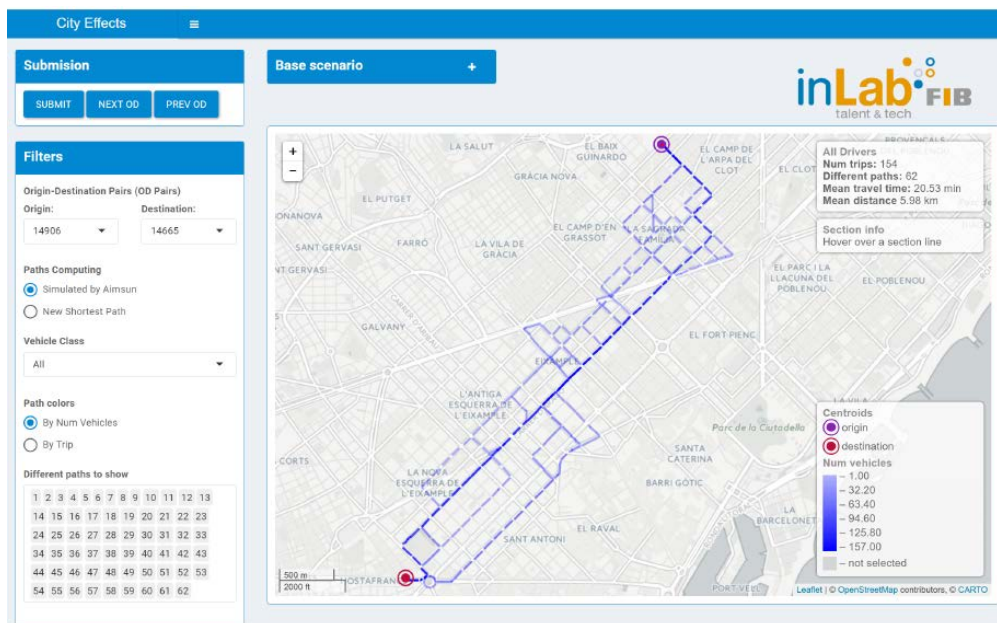 City Effects
Submision
SUBMIT NEXT OD PREV OD
Filters
Origin-Destination Pairs (OD Pairs)
Origin: Destination:
14906 14665
Paths Computing
Simulated by Aimsun
New Shortest Path
Vehicle Class
All
Path colors
By Num Vehicles
By Trip
Different paths to show
1 2 3 4 5 6 7 8 9 10 11 12 13
14 15 16 17 18 19 20 21 22 23
24 25 26 27 28 29 30 31 32 33
34 35 36 37 38 39 40 41 42 43
44 45 46 47 48 49 50 51 52 53
54 55 56 57 58 59 60 61 62
Base scenario +
inLab FIB
talent & tech
+
−
LA SALUT
EL BAIX
GUINARDÓ
EL CAMP DE
L'ARPA DEL
CLOT
EL CLOT
PROVENÇALS
All Drivers
Num trips: 154
Different paths: 62
Mean travel time: 20.53 min
Mean distance 5.98 km
Section info
Hover over a section line
GRÀCIA NOVA
EL PUTGET
ONANOVA
SANT GERVASI
FARRÓ
LA VILA DE
GRÀCIA
EL CAMP D'EN
GRASSOT
LA SAGRADA
FAMÍLIA
NT GERVASI
EL PARC I LA
LLACUNA DEL
POBLENOU
EL POBLENOU
GALVANY
EL FORT PIENC
EIXAMPLE
L'ANTIGA
ESQUERRA DE
L'EIXAMPLE
Parc de la Ciutadella
CORTS
SANTA
CATERINA
LA NOVA
ESQUERRA DE
L'EIXAMPLE
BARRI GÒTIC
EL RAVAL
SANT ANTONI
LA
BARCELONET
HOSTAFRAN
PORT VELL
500 m
2000 ft
Centroids
origin
destination
Num vehicles
– 1.00
– 32.20
– 63.40
– 94.60
– 125.80
– 157.00
– not selected
Leaflet | © OpenStreetMap contributors, © CARTO